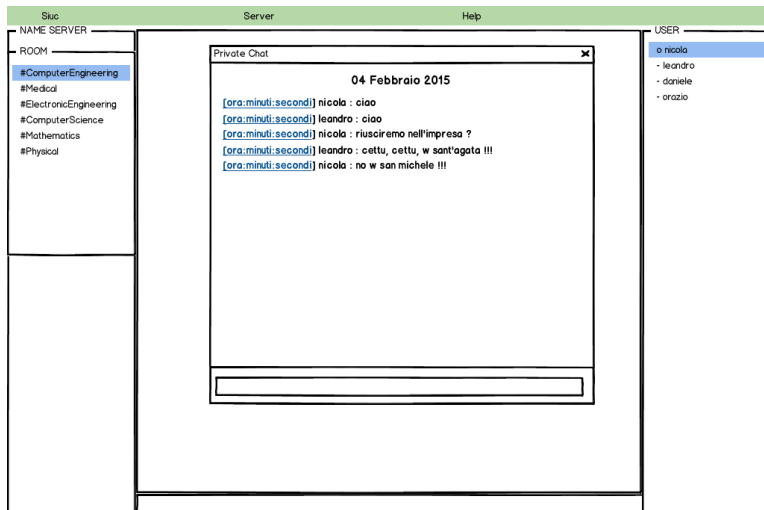 Siuc Server Help
NAME SERVER
ROOM
#ComputerEngineering
#Medical
#ElectronicEngineering
#ComputerScience
#Mathematics
#Physical
Private Chat
04 Febbraio 2015
[ora:minuti:secondi] nicola : ciao
[ora:minuti:secondi] leandro : ciao
[ora:minuti:secondi] nicola : riusciremo nell'impresa ?
[ora:minuti:secondi] leandro : cettu, cettu, w sant'agata !!!
[ora:minuti:secondi] nicola : no w san michele !!!
USER
o nicola
- leandro
- daniele
- orazio